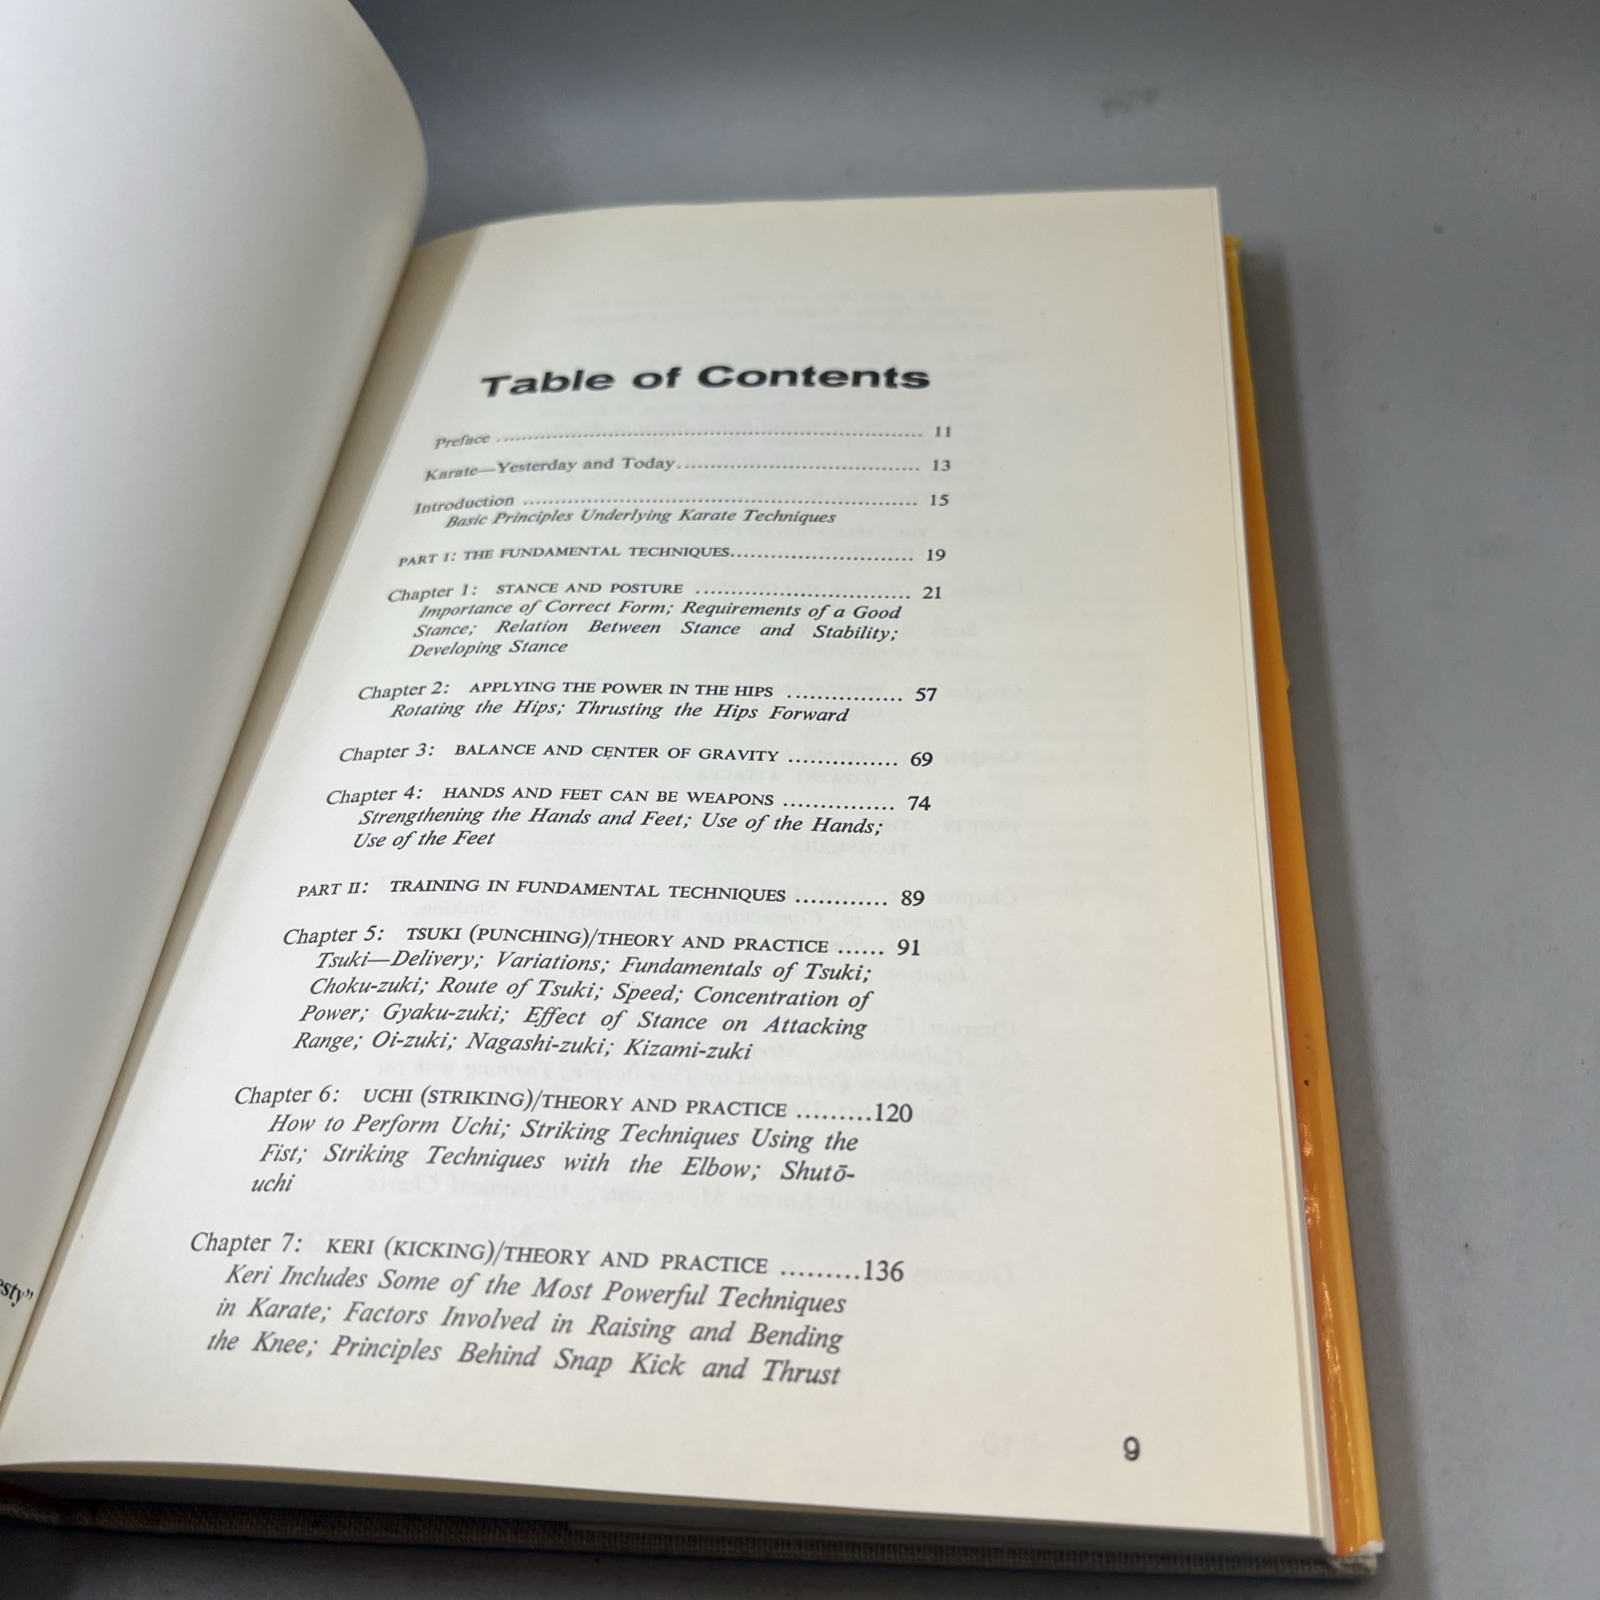 esty”
Table of Contents
Preface ........................................ 11
Karate—Yesterday and Today........................ 13
Introduction ........................................ 15
Basic Principles Underlying Karate Techniques
PART I: THE FUNDAMENTAL TECHNIQUES........................ 19
Chapter 1: STANCE AND POSTURE ........................ 21
Importance of Correct Form; Requirements of a Good
Stance; Relation Between Stance and Stability;
Developing Stance
Chapter 2: APPLYING THE POWER IN THE HIPS ................ 57
Rotating the Hips; Thrusting the Hips Forward
Chapter 3: BALANCE AND CENTER OF GRAVITY ............... 69
Chapter 4: HANDS AND FEET CAN BE WEAPONS ............... 74
Strengthening the Hands and Feet; Use of the Hands;
Use of the Feet
PART II: TRAINING IN FUNDAMENTAL TECHNIQUES ............ 89
Chapter 5: TSUKI (PUNCHING)/THEORY AND PRACTICE ...... 91
Tsuki—Delivery; Variations; Fundamentals of Tsuki;
Choku-zuki; Route of Tsuki; Speed; Concentration of
Power; Gyaku-zuki; Effect of Stance on Attacking
Range; Oi-zuki; Nagashi-zuki; Kizami-zuki
Chapter 6: UCHI (STRIKING)/THEORY AND PRACTICE .........120
How to Perform Uchi; Striking Techniques Using the
Fist; Striking Techniques with the Elbow; Shutō-
uchi
Chapter 7: KERI (KICKING)/THEORY AND PRACTICE .........136
Keri Includes Some of the Most Powerful Techniques
in Karate; Factors Involved in Raising and Bending
the Knee; Principles Behind Snap Kick and Thrust
9